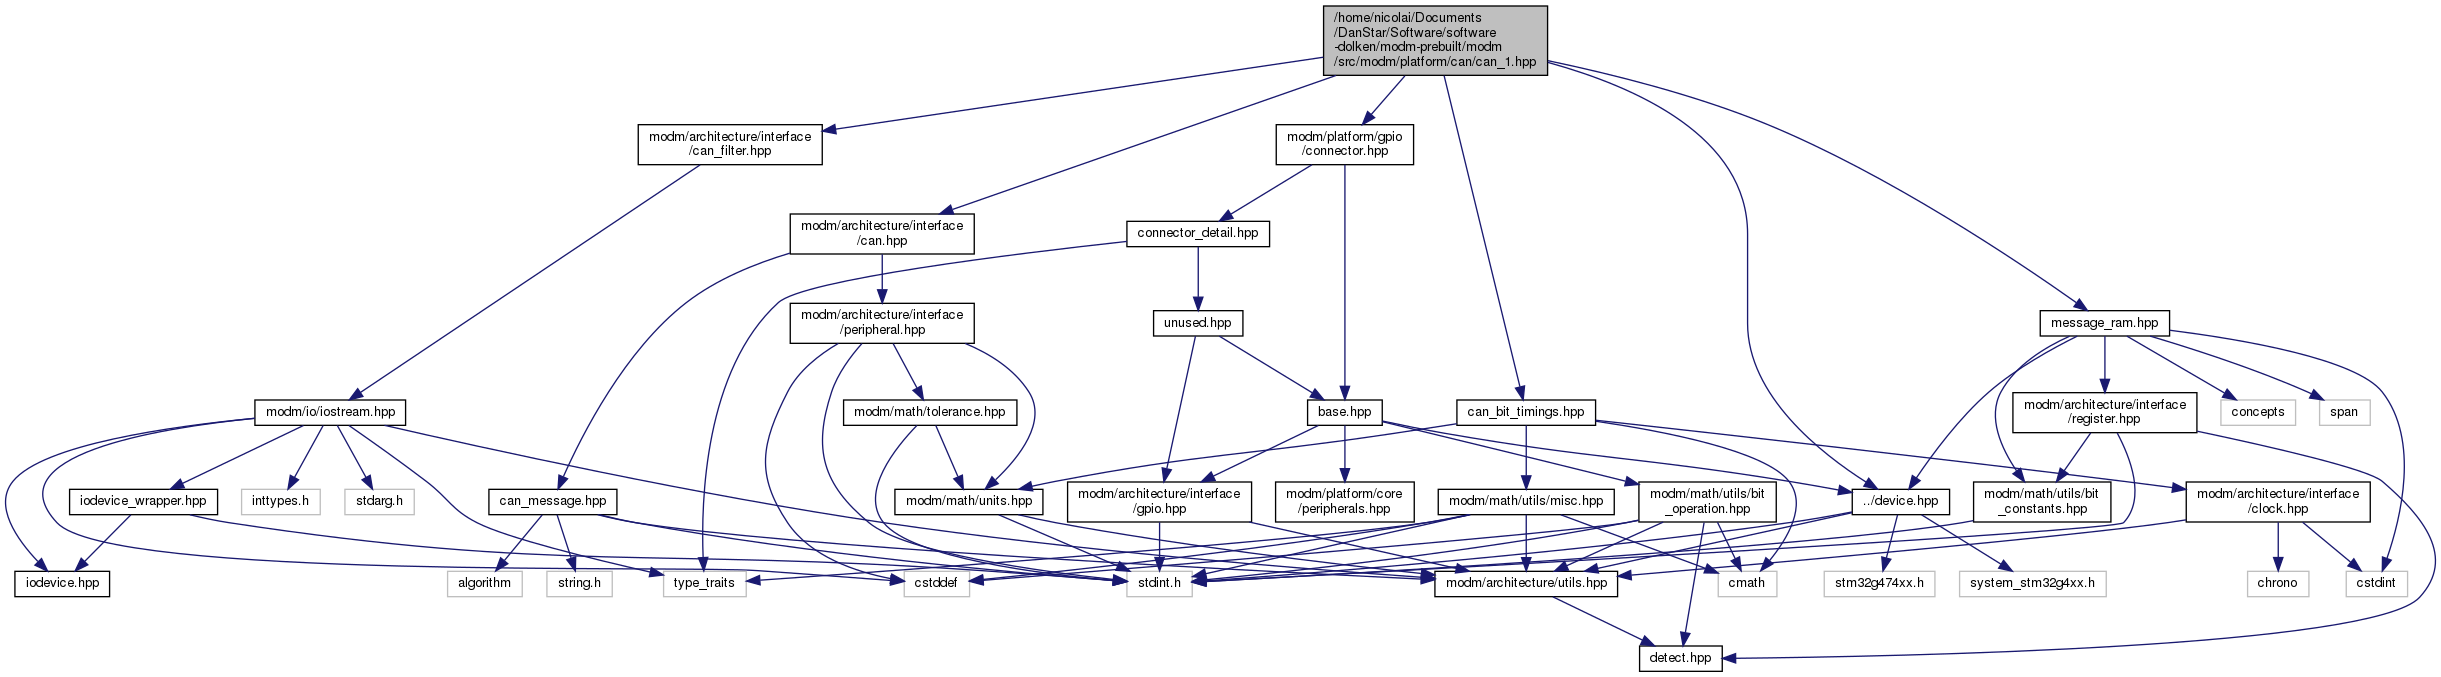 /home/nicolai/Documents
/DanStar/Software/software
-dolken/modm-prebuilt/modm
/src/modm/platform/can/can_1.hpp
modm/architecture/interface
/can_filter.hpp
modm/platform/gpio
/connector.hpp
modm/architecture/interface
/can.hpp
connector_detail.hpp
modm/architecture/interface
/peripheral.hpp
unused.hpp
message_ram.hpp
modm/io/iostream.hpp
modm/math/tolerance.hpp
base.hpp
can_bit_timings.hpp
modm/architecture/interface
/register.hpp
concepts
span
iodevice_wrapper.hpp
inttypes.h
stdarg.h
can_message.hpp
modm/math/units.hpp
modm/architecture/interface
/gpio.hpp
modm/platform/core
/peripherals.hpp
modm/math/utils/misc.hpp
modm/math/utils/bit
_operation.hpp
../device.hpp
modm/math/utils/bit
_constants.hpp
modm/architecture/interface
/clock.hpp
iodevice.hpp
algorithm
string.h
type_traits
cstddef
stdint.h
modm/architecture/utils.hpp
cmath
stm32g474xx.h
system_stm32g4xx.h
chrono
cstdint
detect.hpp